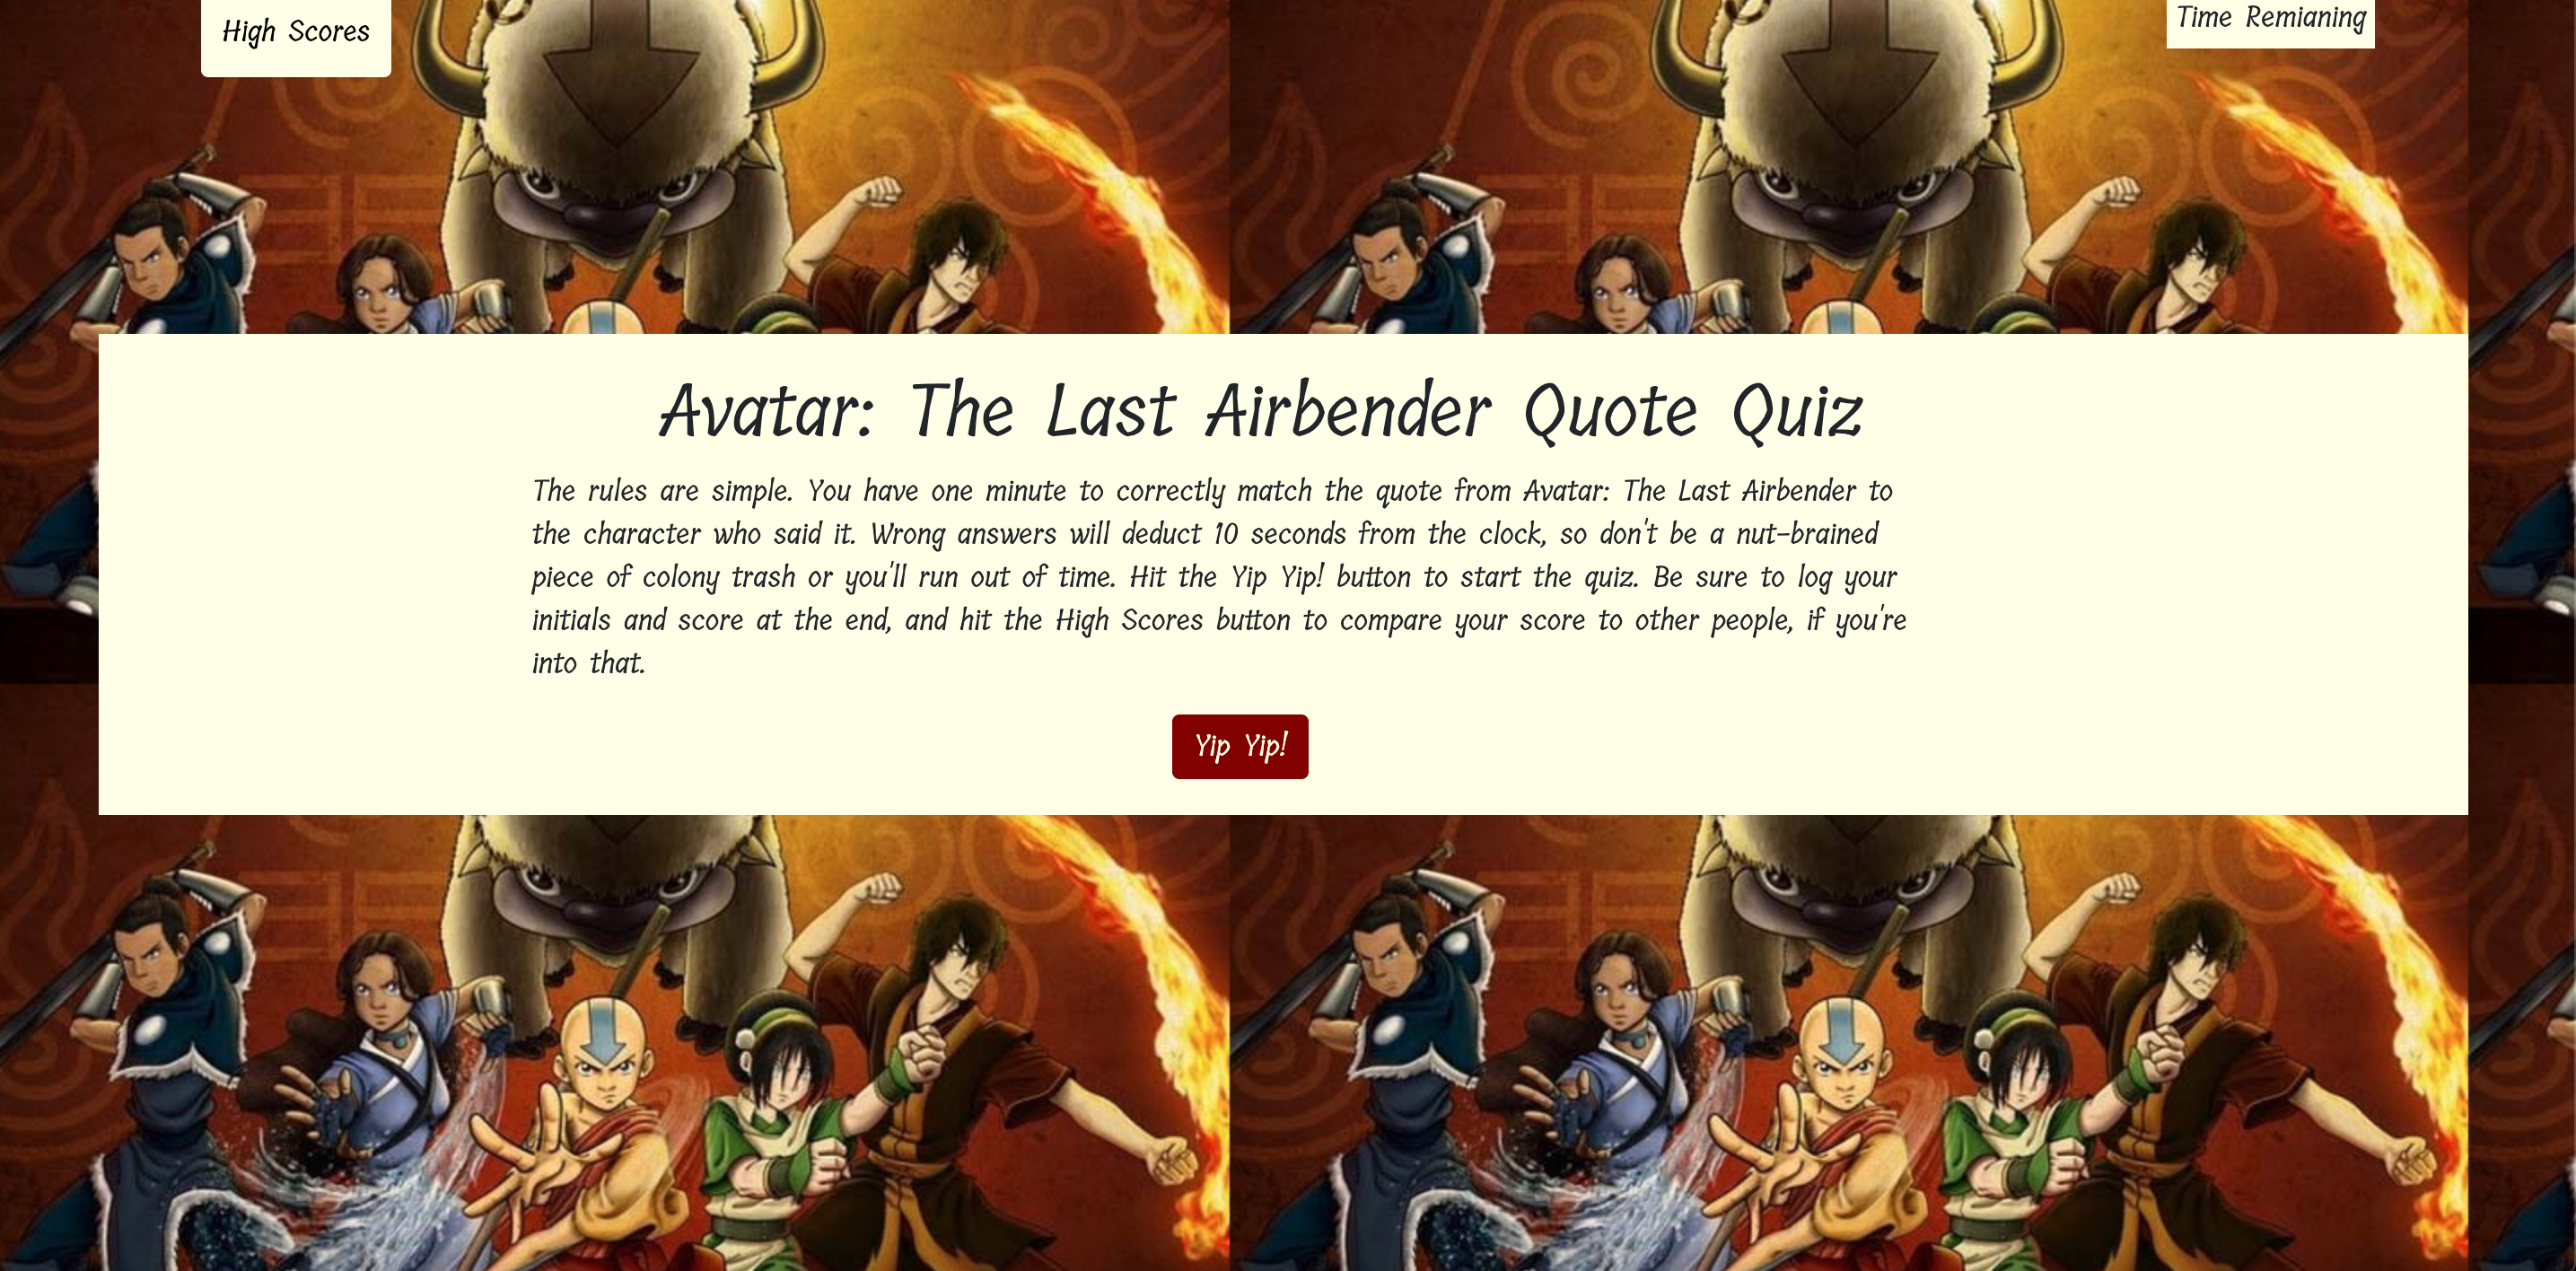 High Scores
Time Remianing
Avatar: The Last Airbender Quote Quiz
The rules are simple. You have one minute to correctly match the quote from Avatar: The Last Airbender to
the character who said it. Wrong answers will deduct 10 seconds from the clock, so don't be a nut-brained
piece of colony trash or you'll run out of time. Hit the Yip Yip! button to start the quiz. Be sure to log your
initials and score at the end, and hit the High Scores button to compare your score to other people, if you're
into that.
Yip Yip!